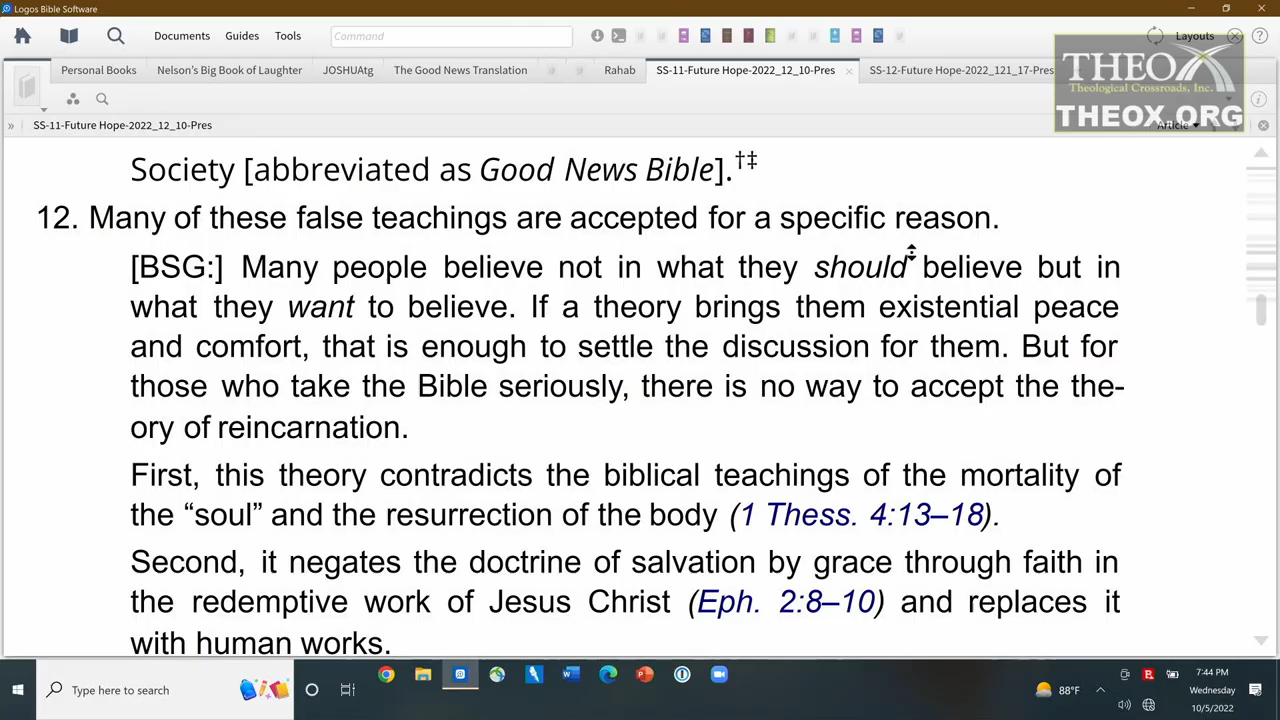 Logos Bible Software
Documents Guides Tools Command Layouts
Personal Books Nelson's Big Book of Laughter JOSHUAtg The Good News Translation Rahab SS-11-Future Hope-2022_12_10-Pres SS-12-Future Hope-2022_121_17-Pres
THEOX
Theological Crossroads, Inc.
THEOX.ORG
SS-11-Future Hope-2022_12_10-Pres Article
Society [abbreviated as Good News Bible].†‡
12. Many of these false teachings are accepted for a specific reason.
[BSG:] Many people believe not in what they should believe but in
what they want to believe. If a theory brings them existential peace
and comfort, that is enough to settle the discussion for them. But for
those who take the Bible seriously, there is no way to accept the the-
ory of reincarnation.
First, this theory contradicts the biblical teachings of the mortality of
the “soul” and the resurrection of the body (1 Thess. 4:13–18).
Second, it negates the doctrine of salvation by grace through faith in
the redemptive work of Jesus Christ (Eph. 2:8–10) and replaces it
with human works.
Type here to search
88°F
7:44 PM
Wednesday
10/5/2022